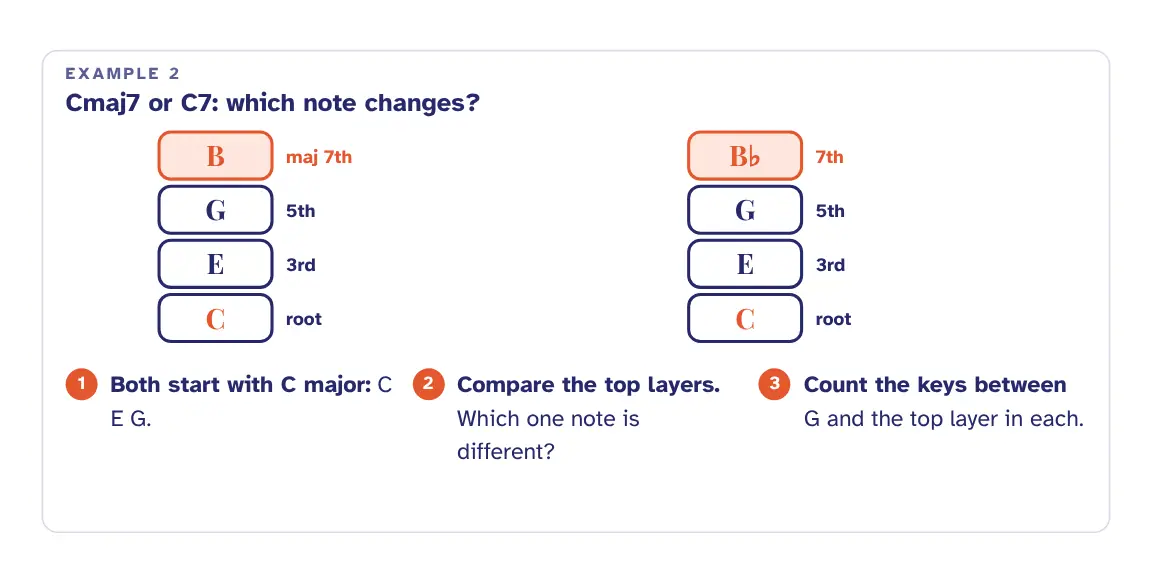 EXAMPLE 2
Cmaj7 or C7: which note changes?
B maj 7th
G 5th
E 3rd
C root
B♭ 7th
G 5th
E 3rd
C root
1 Both start with C major: C
E G.
2 Compare the top layers.
Which one note is
different?
3 Count the keys between
G and the top layer in each.